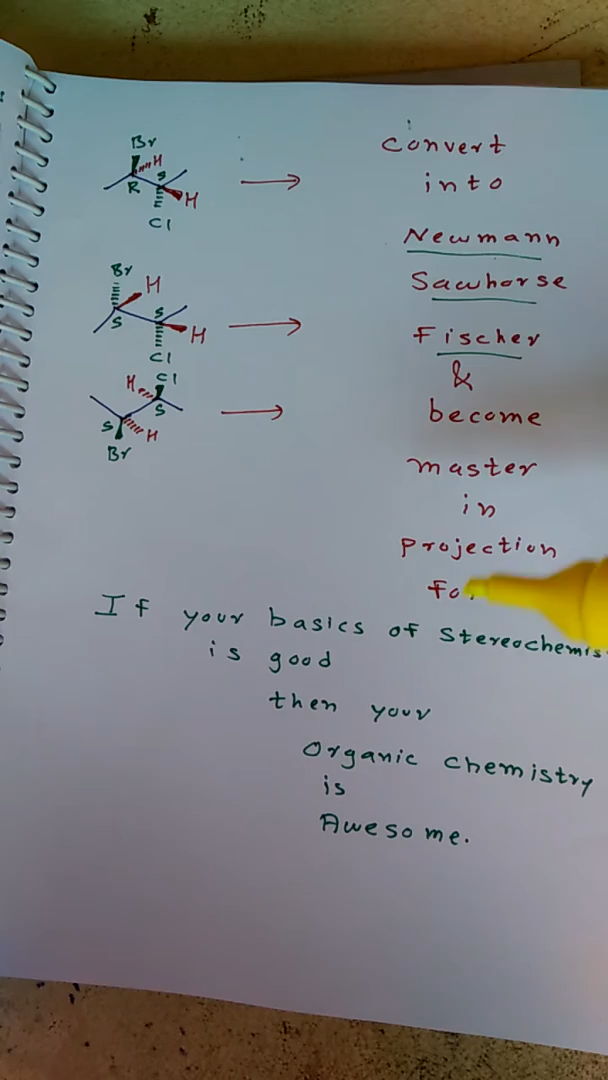 Br
H
S
R
H
Cl
Br
H
S
S
H
Cl
Cl
H
S
S
H
Br
convert
into
Newmann
Sawhorse
Fischer
&
become
master
in
projection
If your basics of
is good
then your
Organic chemistry
is
Awesome.